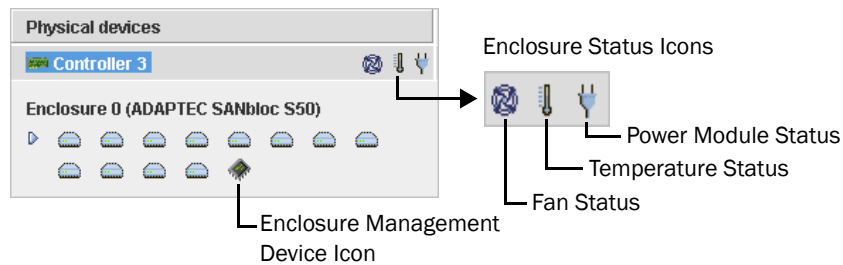 Physical devices
Controller 3
Enclosure 0 (ADAPTEC SANbloc S50)
Enclosure Management
Device Icon
Enclosure Status Icons
Power Module Status
Temperature Status
Fan Status